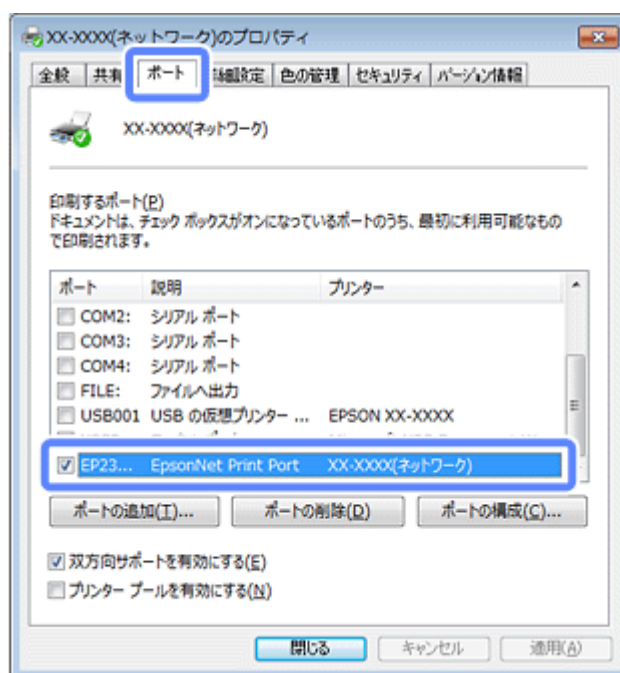 XX-XXXX(ネットワーク)のプロパティ
全般 共有 ポート 詳細設定 色の管理 セキュリティ バージョン情報
XX-XXXX(ネットワーク)
印刷するポート(P)
ドキュメントは、チェック ボックスがオンになっているポートのうち、最初に利用可能なもの
で印刷されます。
ポート 説明 プリンター
COM2: シリアル ポート
COM3: シリアル ポート
COM4: シリアル ポート
FILE: ファイルへ出力
USB001 USB の仮想プリンター ... EPSON XX-XXXX
EP23... EpsonNet Print Port XX-XXXX(ネットワーク)
ポートの追加(T)... ポートの削除(D) ポートの構成(C)...
双方向サポートを有効にする(E)
プリンター プールを有効にする(N)
閉じる キャンセル 適用(A)